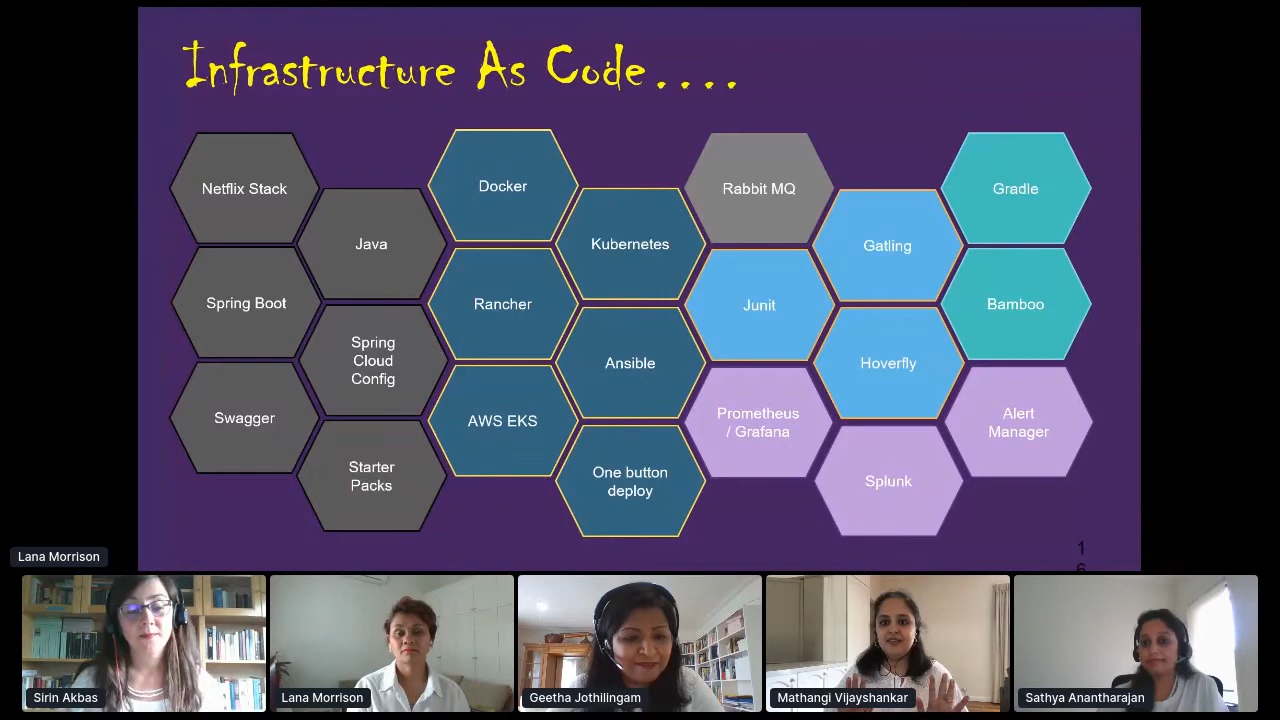 Infrastructure As Code....
Netflix Stack
Java
Docker
Kubernetes
Rabbit MQ
Gatling
Gradle
Spring Boot
Spring
Cloud
Config
Rancher
Ansible
Junit
Hoverfly
Bamboo
Swagger
Starter
Packs
AWS EKS
One button
deploy
Prometheus
/ Grafana
Splunk
Alert
Manager
1
6
Lana Morrison
Sirin Akbas
Lana Morrison
Geetha Jothilingam
Mathangi Vijayshankar
Sathya Anantharajan